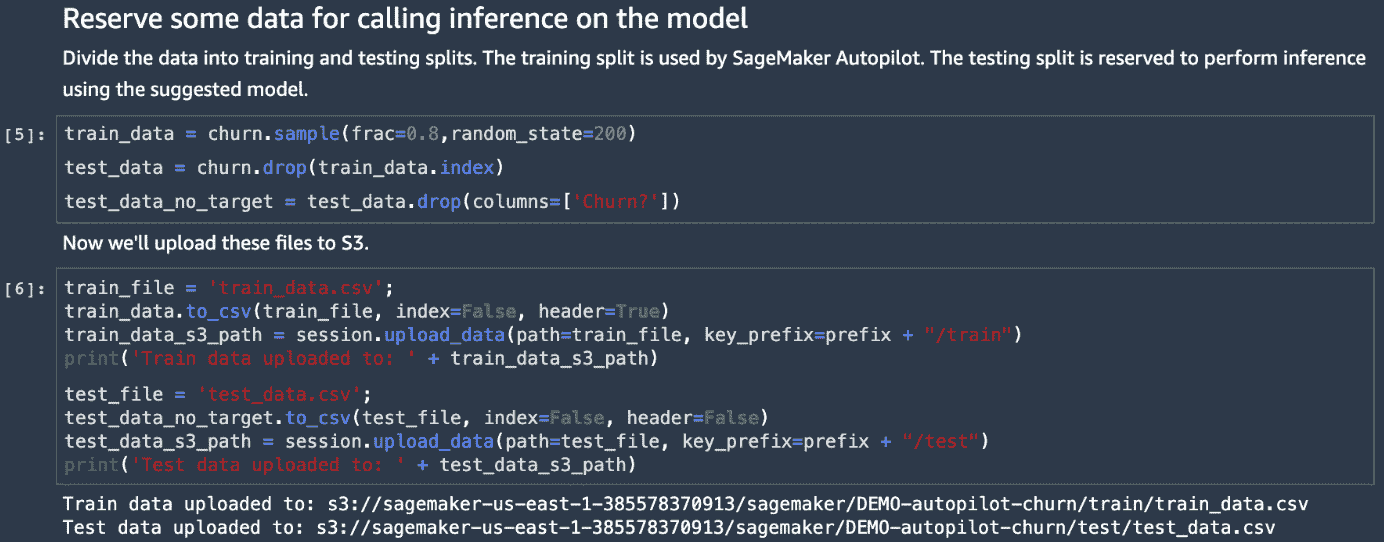 Reserve some data for calling inference on the model
Divide the data into training and testing splits. The training split is used by SageMaker Autopilot. The testing split is reserved to perform inference
using the suggested model.
[5]: train_data = churn.sample(frac=0.8,random_state=200)
test_data = churn.drop(train_data.index)
test_data_no_target = test_data.drop(columns=['Churn?'])
Now we'll upload these files to S3.
[6]: train_file = 'train_data.csv';
train_data.to_csv(train_file, index=False, header=True)
train_data_s3_path = session.upload_data(path=train_file, key_prefix=prefix + "/train")
print('Train data uploaded to: ' + train_data_s3_path)
test_file = 'test_data.csv';
test_data_no_target.to_csv(test_file, index=False, header=False)
test_data_s3_path = session.upload_data(path=test_file, key_prefix=prefix + "/test")
print('Test data uploaded to: ' + test_data_s3_path)
Train data uploaded to: s3://sagemaker-us-east-1-385578370913/sagemaker/DEMO-autopilot-churn/train/train_data.csv
Test data uploaded to: s3://sagemaker-us-east-1-385578370913/sagemaker/DEMO-autopilot-churn/test/test_data.csv